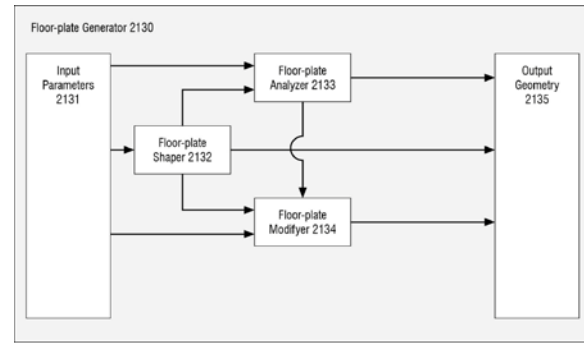 Floor-plate Generator 2130
Input
Parameters
2131
Floor-plate
Shaper 2132
Floor-plate
Analyzer 2133
Floor-plate
Modifyer 2134
Output
Geometry
2135